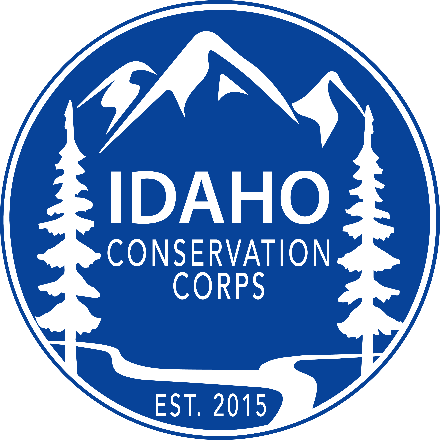 IDAHO
CONSERVATION
CORPS
EST. 2015